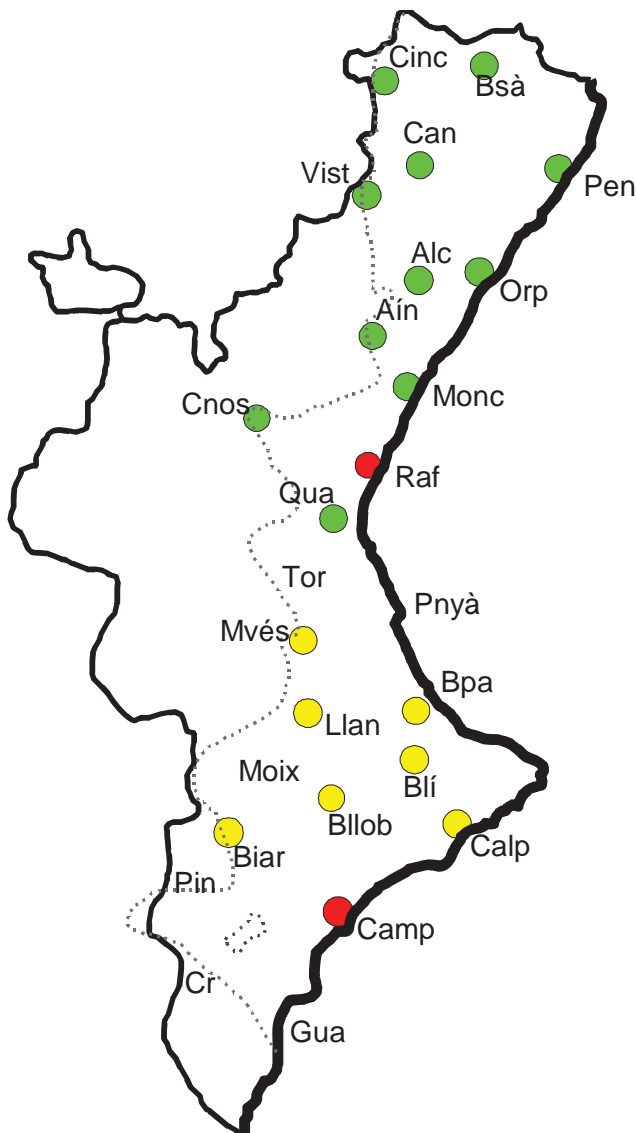 Cinc
Bsà
Can
Vist
Pen
Alc
Orp
Aín
Cnos
Monc
Raf
Qua
Tor
Pnyà
Mvés
Bpa
Llan
Moix
Blí
Bllob
Calp
Biar
Pin
Camp
Cr
Gua